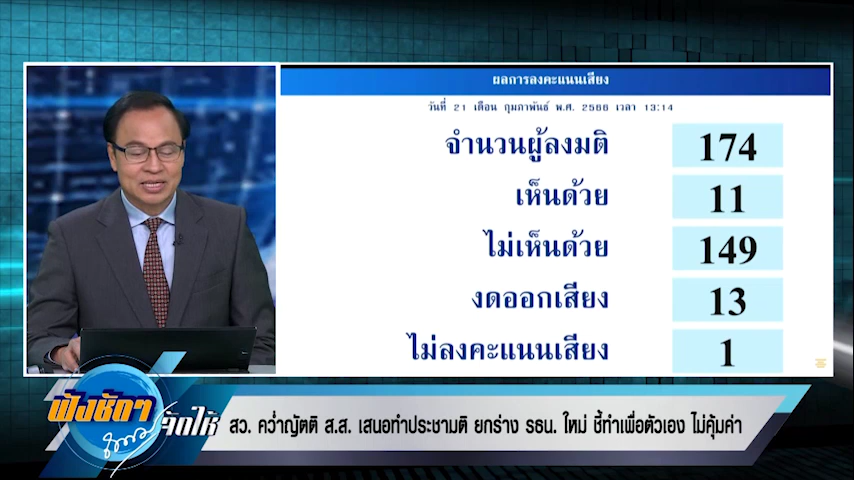 ผลการลงคะแนนเสียง
วันที่ 21 เดือน กุมภาพันธ์ พ.ศ. 2566 เวลา 13:14
จำนวนผู้ลงมติ 174
เห็นด้วย 11
ไม่เห็นด้วย 149
งดออกเสียง 13
ไม่ลงคะแนนเสียง 1
ฟังชัดๆ
จัดให้
สว. คว่ำญัตติ ส.ส. เสนอทำประชามติ ยกร่าง รธน. ใหม่ ชี้ทำเพื่อตัวเอง ไม่คุ้มค่า